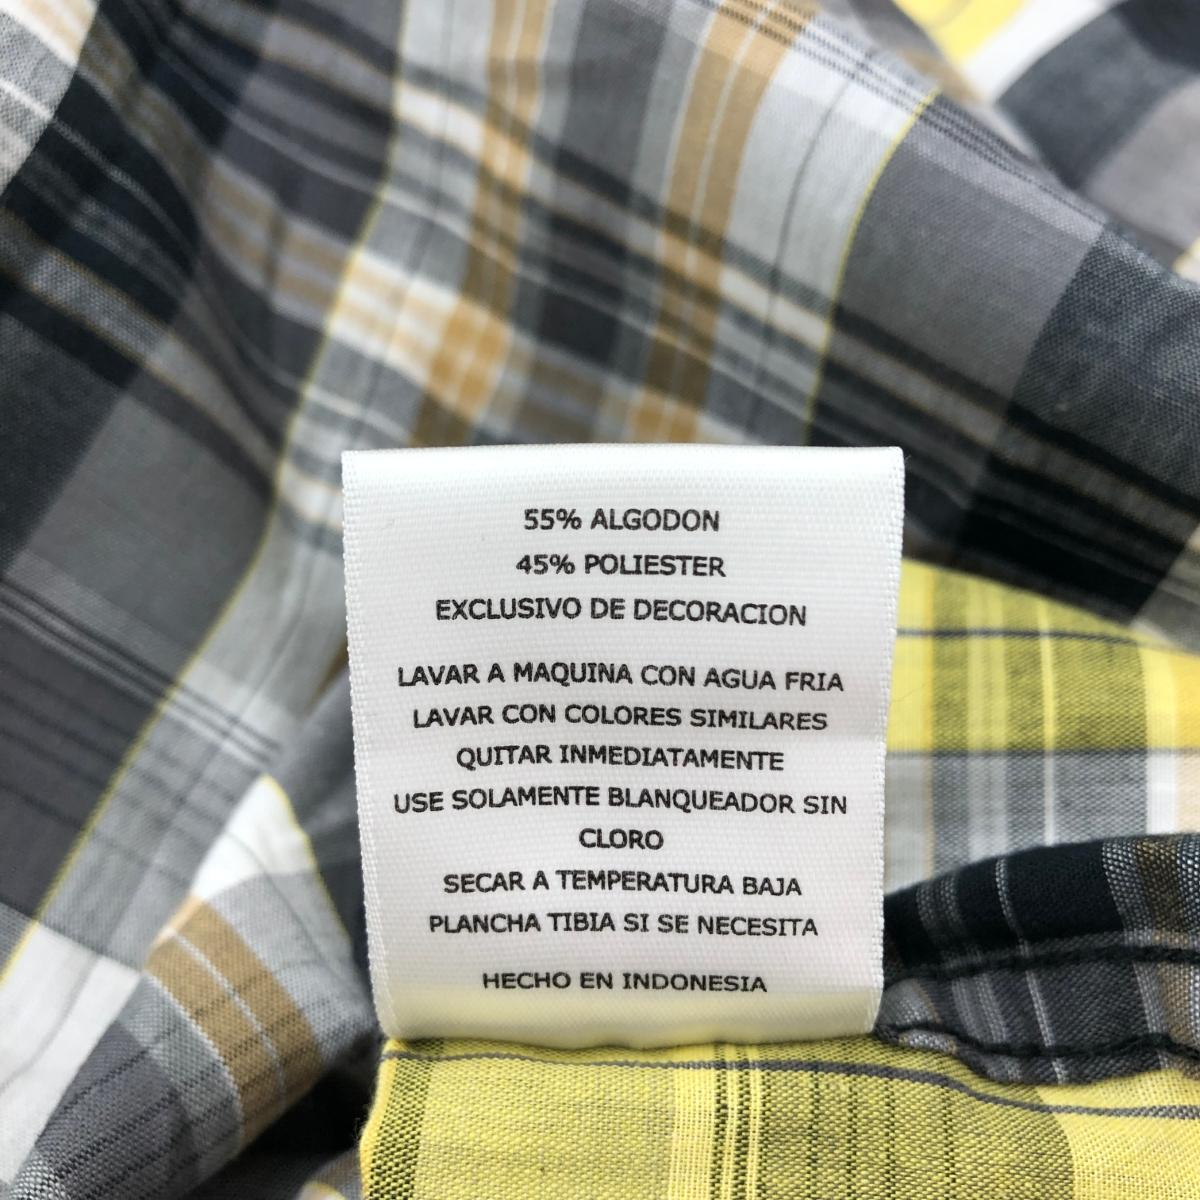 55% ALGODON
45% POLIESTER
EXCLUSIVO DE DECORACION
LAVAR A MAQUINA CON AGUA FRIA
LAVAR CON COLORES SIMILARES
QUITAR INMEDIATAMENTE
USE SOLAMENTE BLANQUEADOR SIN
CLORO
SECAR A TEMPERATURA BAJA
PLANCHA TIBIA SI SE NECESITA
HECHO EN INDONESIA